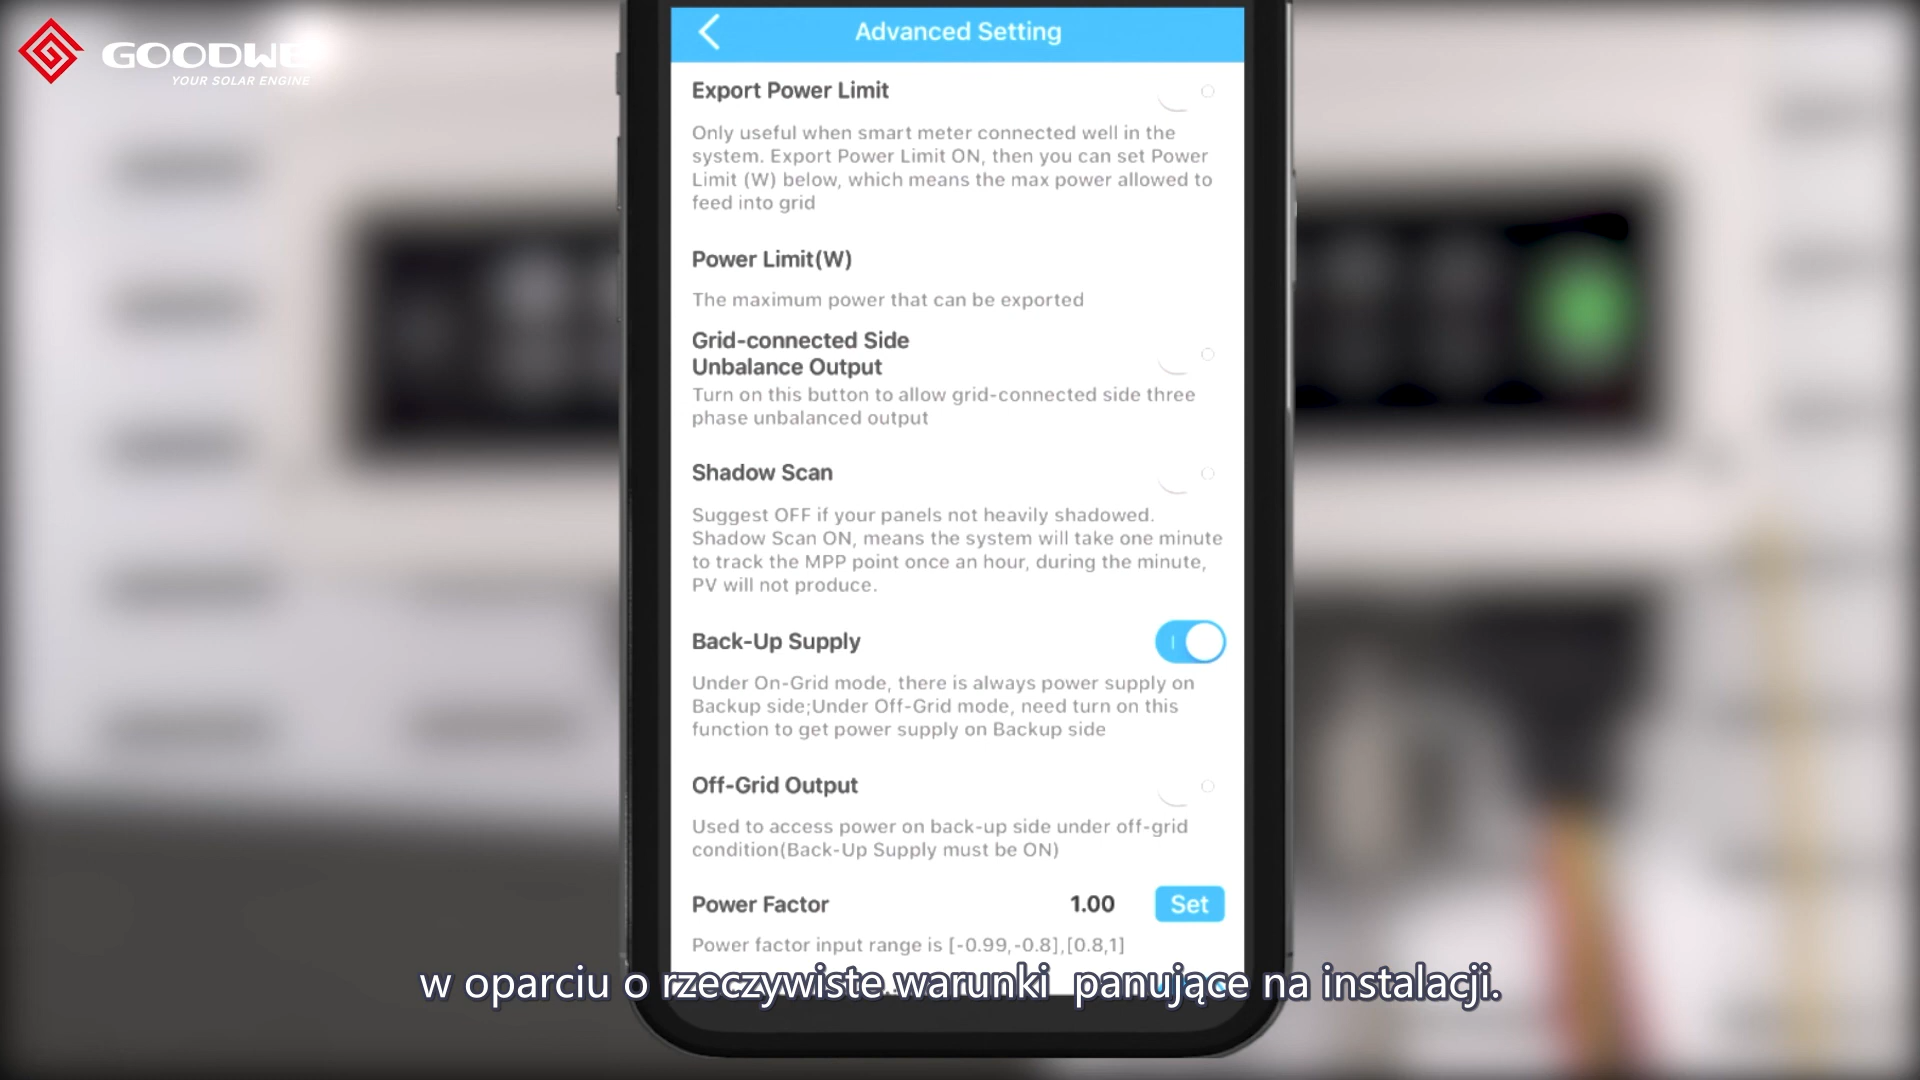 GOODWE
YOUR SOLAR ENGINE
Advanced Setting
Export Power Limit
Only useful when smart meter connected well in the
system. Export Power Limit ON, then you can set Power
Limit (W) below, which means the max power allowed to
feed into grid
Power Limit(W)
The maximum power that can be exported
Grid-connected Side
Unbalance Output
Turn on this button to allow grid-connected side three
phase unbalanced output
Shadow Scan
Suggest OFF if your panels not heavily shadowed.
Shadow Scan ON, means the system will take one minute
to track the MPP point once an hour, during the minute,
PV will not produce.
Back-Up Supply
Under On-Grid mode, there is always power supply on
Backup side;Under Off-Grid mode, need turn on this
function to get power supply on Backup side
Off-Grid Output
Used to access power on back-up side under off-grid
condition(Back-Up Supply must be ON)
Power Factor 1.00 Set
Power factor input range is [-0.99,-0.8],[0.8,1]
w oparciu o rzeczywiste warunki panujące na instalacji.